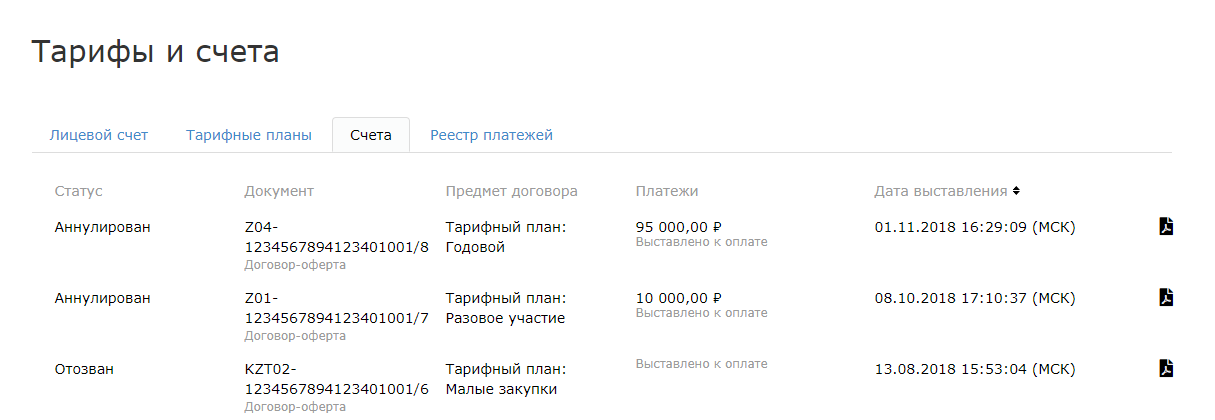 Тарифы и счета
Лицевой счет Тарифные планы Счета Реестр платежей
Статус Документ Предмет договора Платежи Дата выставления
Аннулирован Z04- Тарифный план: 95 000,00 ₽ 01.11.2018 16:29:09 (МСК)
1234567894123401001/8 Годовой Выставлено к оплате
Договор-оферта
Аннулирован Z01- Тарифный план: 10 000,00 ₽ 08.10.2018 17:10:37 (МСК)
1234567894123401001/7 Разовое участие Выставлено к оплате
Договор-оферта
Отозван KZT02- Тарифный план: Выставлено к оплате 13.08.2018 15:53:04 (МСК)
1234567894123401001/6 Малые закупки
Договор-оферта